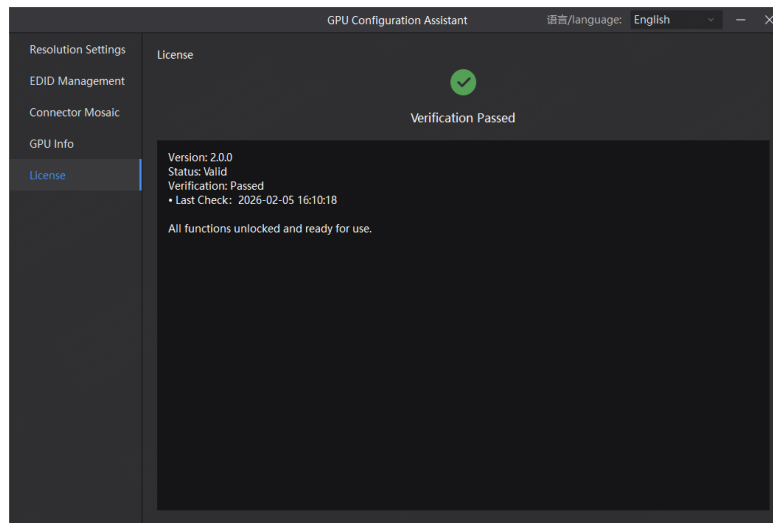 GPU Configuration Assistant
语言/language:
English
Resolution Settings
EDID Management
Connector Mosaic
GPU Info
License
License
Verification Passed
Version: 2.0.0
Status: Valid
Verification: Passed
• Last Check: 2026-02-05 16:10:18
All functions unlocked and ready for use.